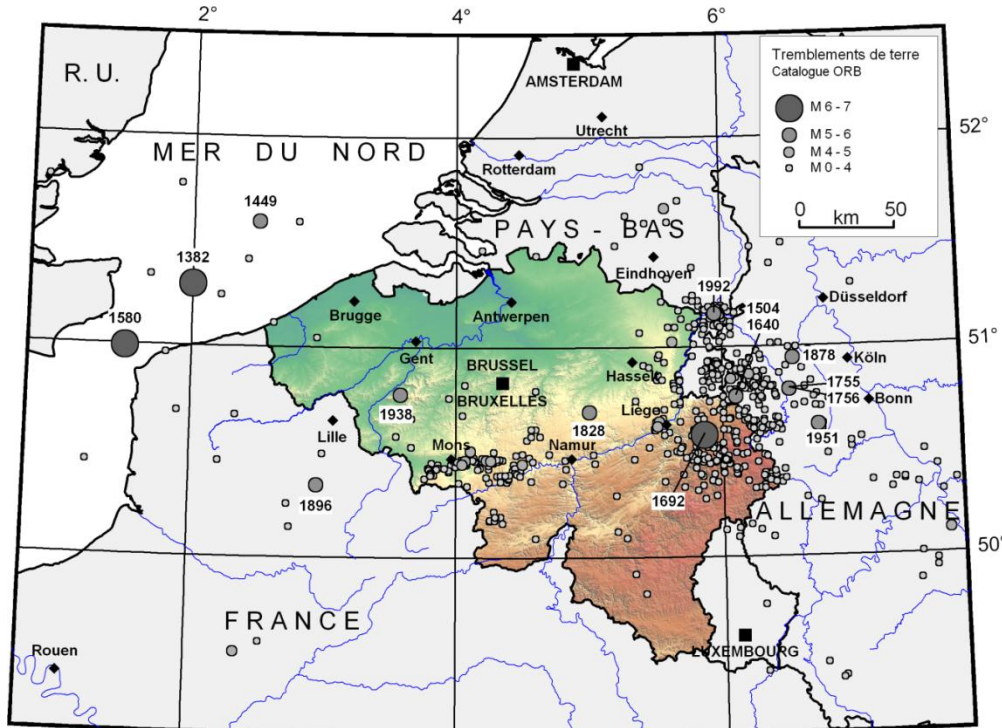 2°
4°
6°
R. U.
AMSTERDAM
Tremblements de terre
Catalogue ORB
M 6 - 7
M 5 - 6
M 4 - 5
M 0 - 4
0 50
km
Utrecht
52°
MER DU NORD
Rotterdam
1449
PAYS - BAS
1382
Eindhoven
1992
Düsseldorf
1580
Brugge
Antwerpen
1504
1640
51°
Gent
BRUSSEL
BRUXELLES
Hasselt
1878
Köln
1755
1756
Bonn
1938
Lille
1828
Liège
1951
Mons
Namur
1896
1692
ALLEMAGNE
50°
FRANCE
Rouen
LUXEMBOURG